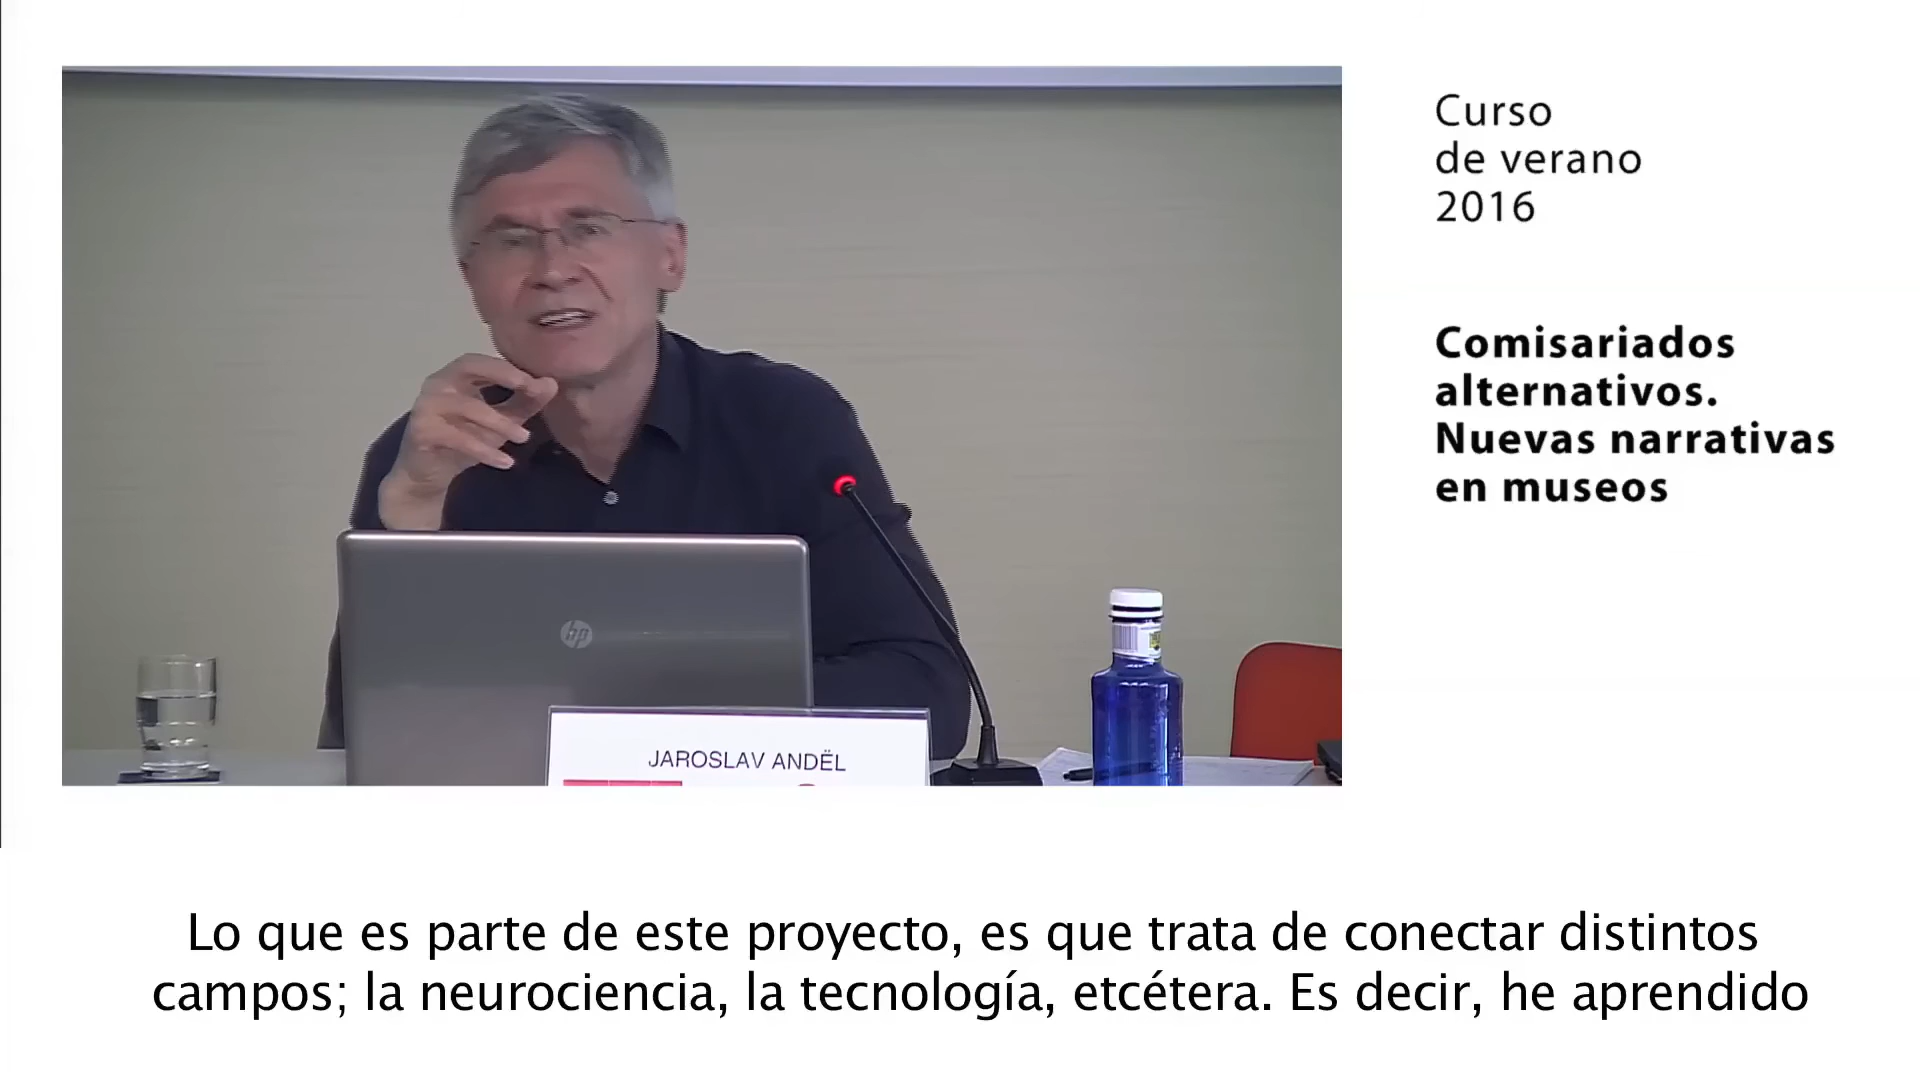 Curso
de verano
2016
Comisariados
alternativos.
Nuevas narrativas
en museos
hp
JAROSLAV ANDËL
Lo que es parte de este proyecto, es que trata de conectar distintos
campos; la neurociencia, la tecnología, etcétera. Es decir, he aprendido